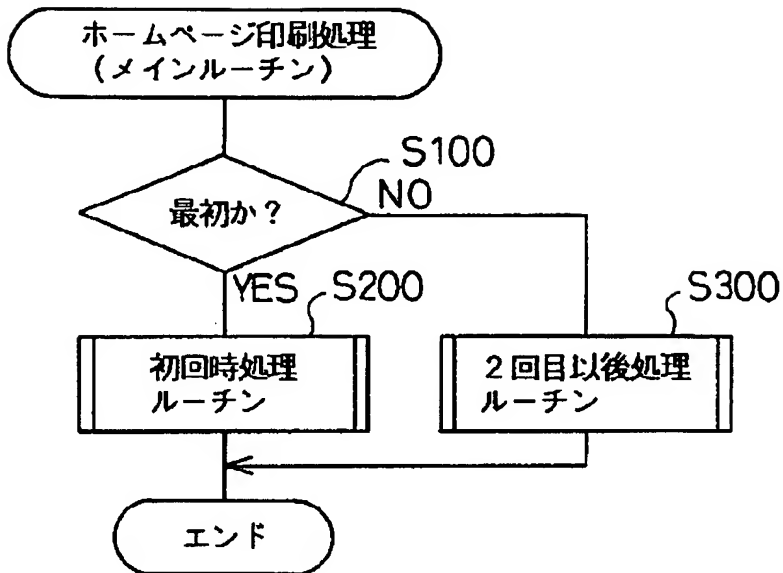 ホームページ印刷処理
(メインルーチン)
S100
最初か？
NO
YES
S200
S300
初回時処理
ルーチン
２回目以後処理
ルーチン
エンド